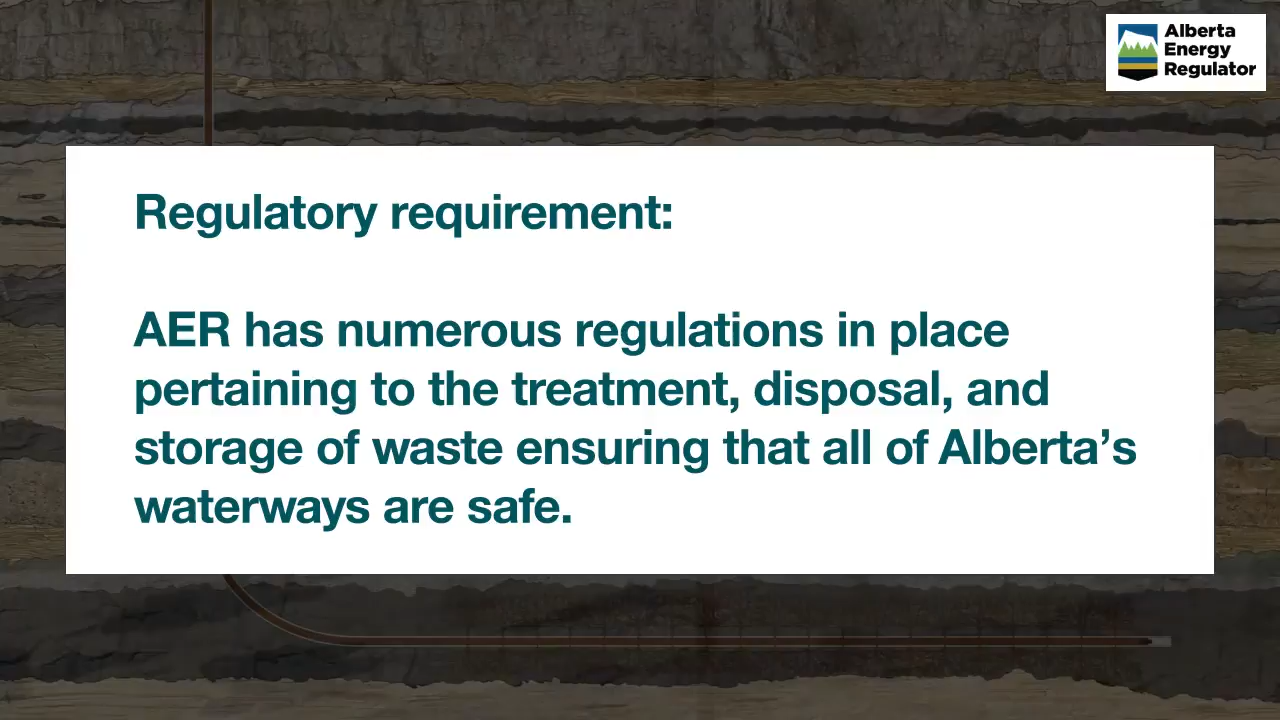 Alberta
Energy
Regulator
Regulatory requirement:
AER has numerous regulations in place
pertaining to the treatment, disposal, and
storage of waste ensuring that all of Alberta’s
waterways are safe.